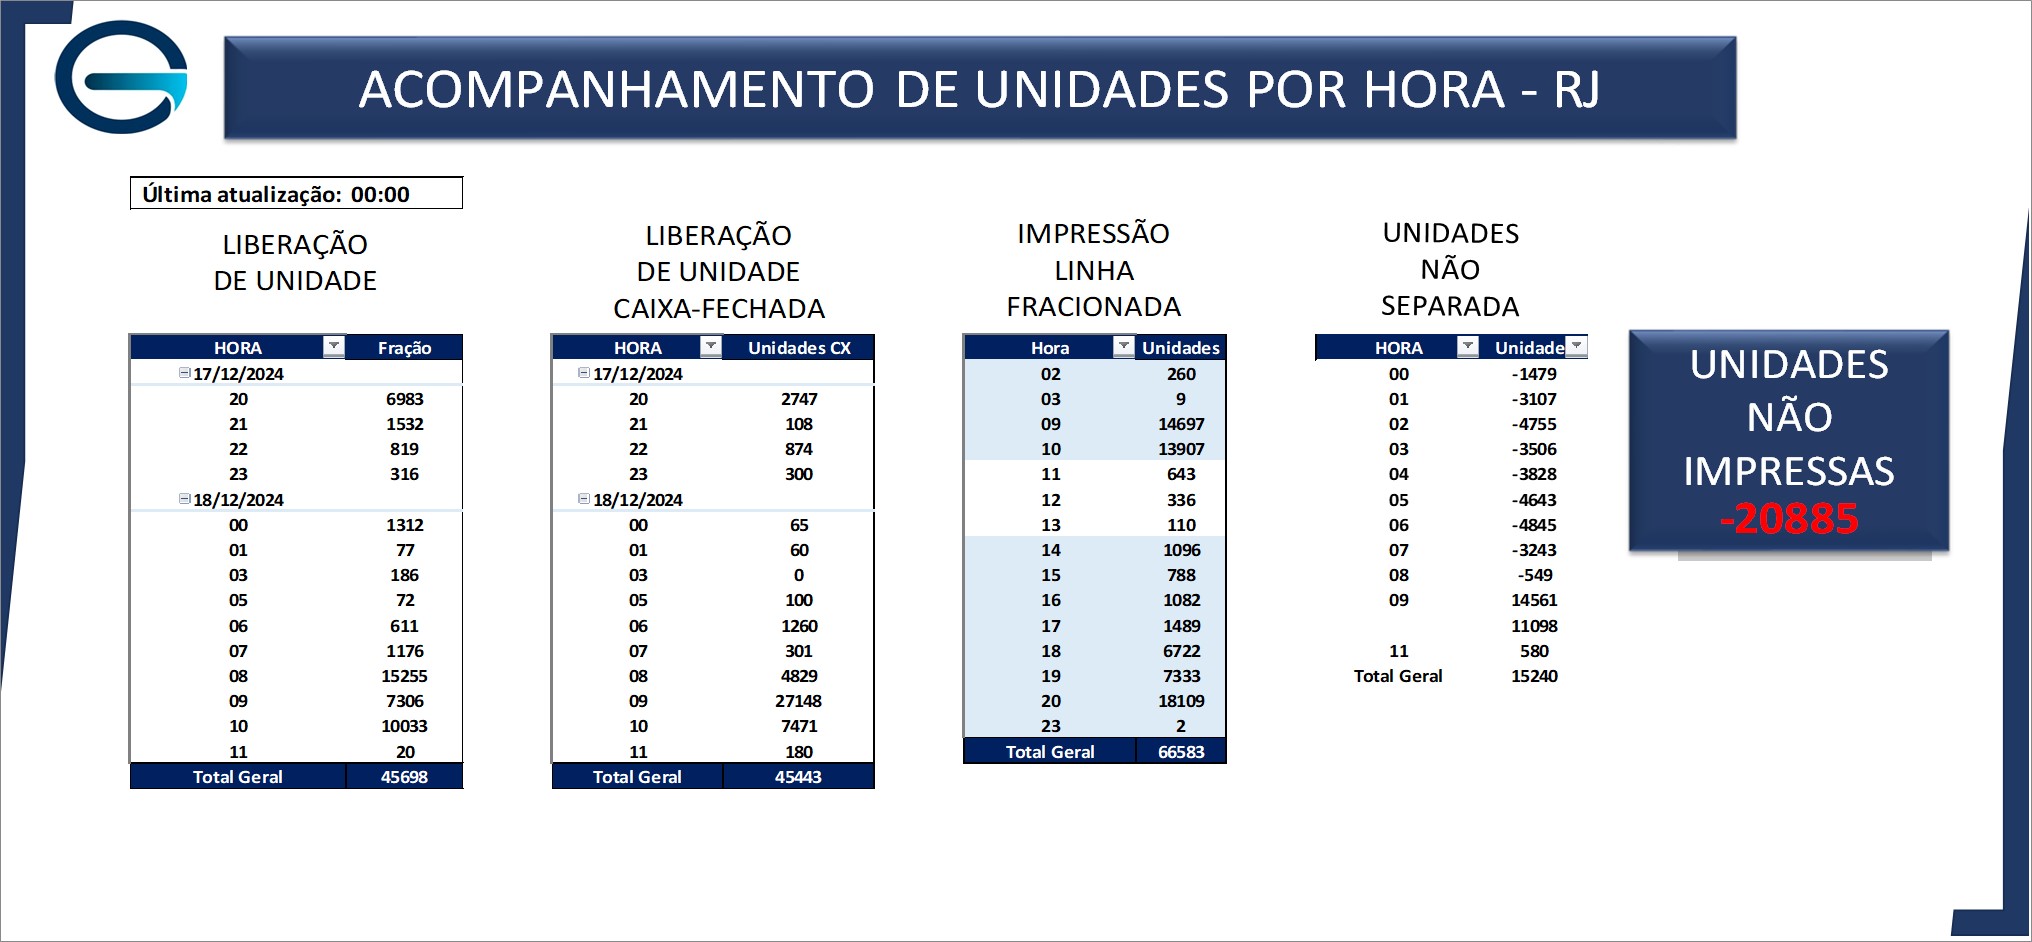 ACOMPANHAMENTO DE UNIDADES POR HORA - RJ
Última atualização: 00:00
LIBERAÇÃO
DE UNIDADE
HORA Fração
17/12/2024
20 6983
21 1532
22 819
23 316
18/12/2024
00 1312
01 77
03 186
05 72
06 611
07 1176
08 15255
09 7306
10 10033
11 20
Total Geral 45698
LIBERAÇÃO
DE UNIDADE
CAIXA-FECHADA
HORA Unidades CX
17/12/2024
20 2747
21 108
22 874
23 300
18/12/2024
00 65
01 60
03 0
05 100
06 1260
07 301
08 4829
09 27148
10 7471
11 180
Total Geral 45443
IMPRESSÃO
LINHA
FRACIONADA
Hora Unidades
02 260
03 9
09 14697
10 13907
11 643
12 336
13 110
14 1096
15 788
16 1082
17 1489
18 6722
19 7333
20 18109
23 2
Total Geral 66583
UNIDADES
NÃO
SEPARADA
HORA Unidade
00 -1479
01 -3107
02 -4755
03 -3506
04 -3828
05 -4643
06 -4845
07 -3243
08 -549
09 14561
11098
11 580
Total Geral 15240
UNIDADES
NÃO
IMPRESSAS
-20885